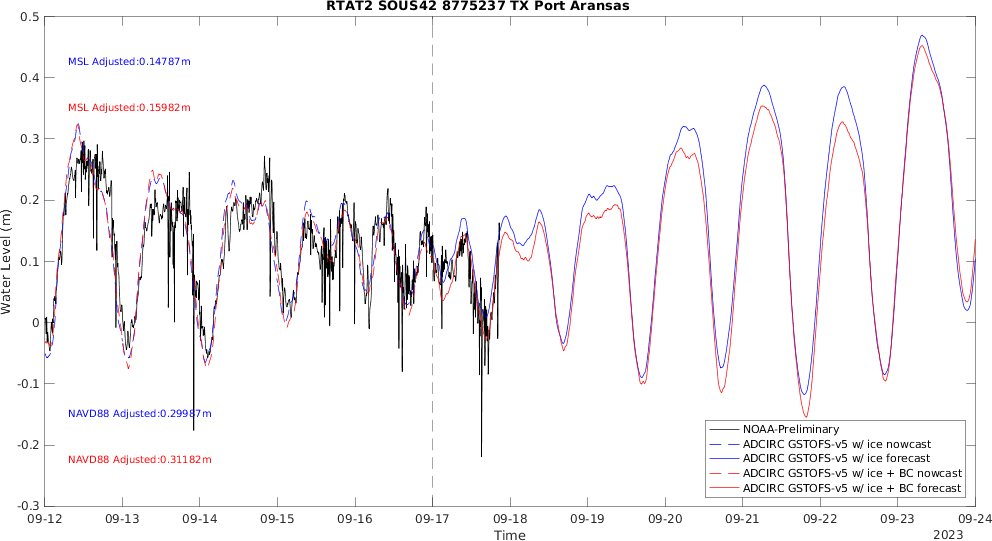 RTAT2 SOUS42 8775237 TX Port Aransas
0.5
0.4
0.3
0.2
0.1
0
-0.1
-0.2
-0.3
Water Level (m)
MSL Adjusted:0.14787m
MSL Adjusted:0.15982m
NAVD88 Adjusted:0.29987m
NAVD88 Adjusted:0.31182m
NOAA-Preliminary
ADCIRC GSTOFS-v5 w/ ice nowcast
ADCIRC GSTOFS-v5 w/ ice forecast
ADCIRC GSTOFS-v5 w/ ice + BC nowcast
ADCIRC GSTOFS-v5 w/ ice + BC forecast
09-12 09-13 09-14 09-15 09-16 09-17 09-18 09-19 09-20 09-21 09-22 09-23 09-24
Time
2023